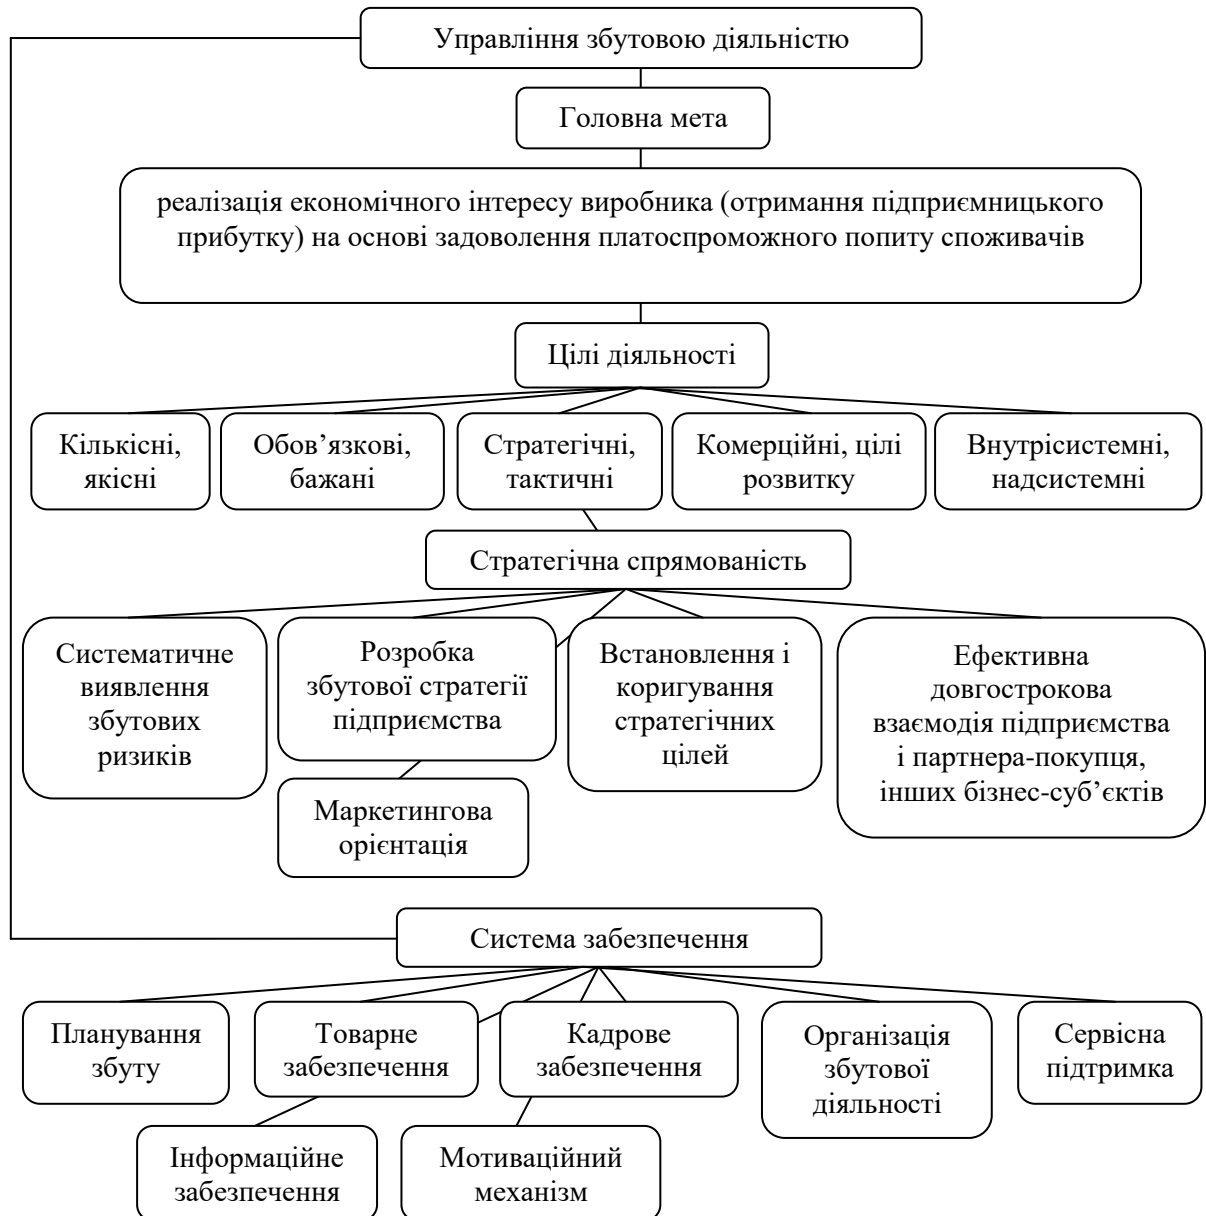 Управління збутовою діяльністю
Головна мета
реалізація економічного інтересу виробника (отримання підприємницького
прибутку) на основі задоволення платоспроможного попиту споживачів
Цілі діяльності
Кількісні,
якісні
Обов’язкові,
бажані
Стратегічні,
тактичні
Комерційні, цілі
розвитку
Внутрісистемні,
надсистемні
Стратегічна спрямованість
Систематичне
виявлення
збутових
ризиків
Розробка
збутової стратегії
підприємства
Встановлення і
коригування
стратегічних
цілей
Ефективна
довгострокова
взаємодія підприємства
і партнера-покупця,
інших бізнес-суб’єктів
Маркетингова
орієнтація
Система забезпечення
Планування
збуту
Товарне
забезпечення
Кадрове
забезпечення
Організація
збутової
діяльності
Сервісна
підтримка
Інформаційне
забезпечення
Мотиваційний
механізм